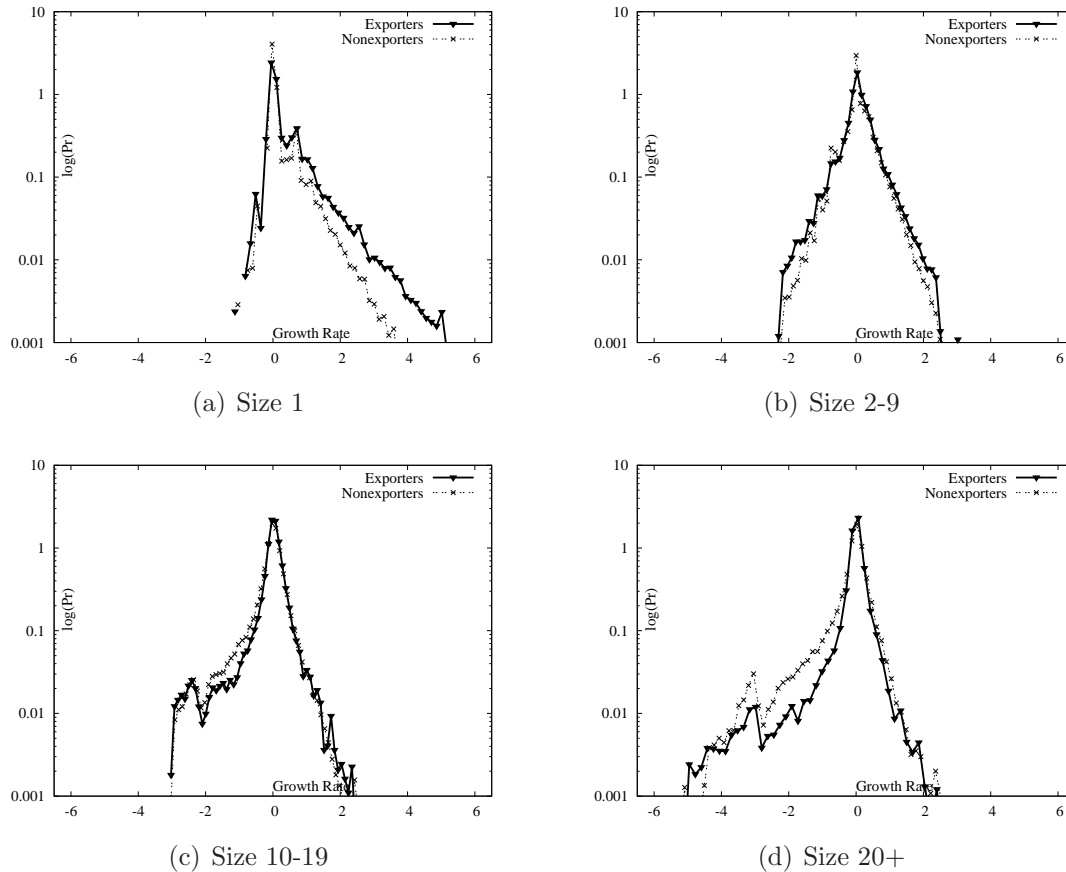 10
Exporters
Nonexporters
1
log(Pr)
0.1
0.01
0.001
Growth Rate
-6 -4 -2 0 2 4 6
(a) Size 1
10
Exporters
Nonexporters
1
log(Pr)
0.1
0.01
0.001
Growth Rate
-6 -4 -2 0 2 4 6
(b) Size 2-9
10
Exporters
Nonexporters
1
log(Pr)
0.1
0.01
0.001
Growth Rate
-6 -4 -2 0 2 4 6
(c) Size 10-19
10
Exporters
Nonexporters
1
log(Pr)
0.1
0.01
0.001
Growth Rate
-6 -4 -2 0 2 4 6
(d) Size 20+